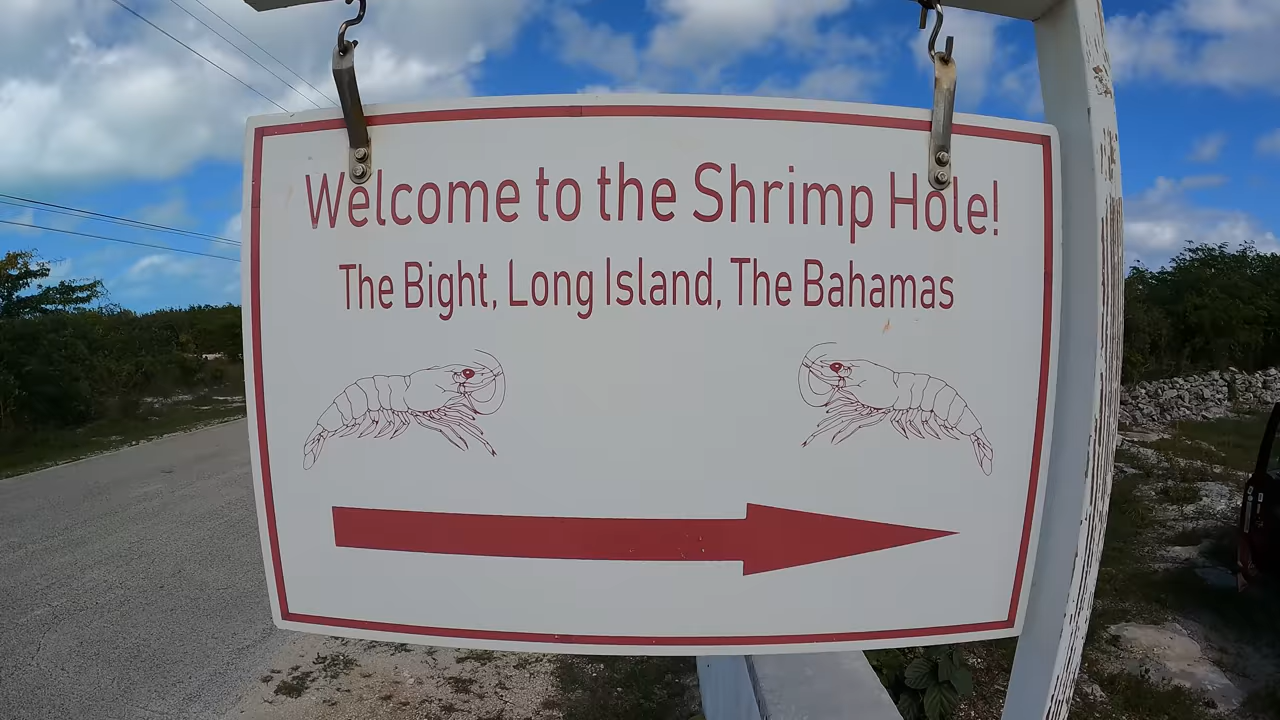 Welcome to the Shrimp Hole!
The Bight, Long Island, The Bahamas